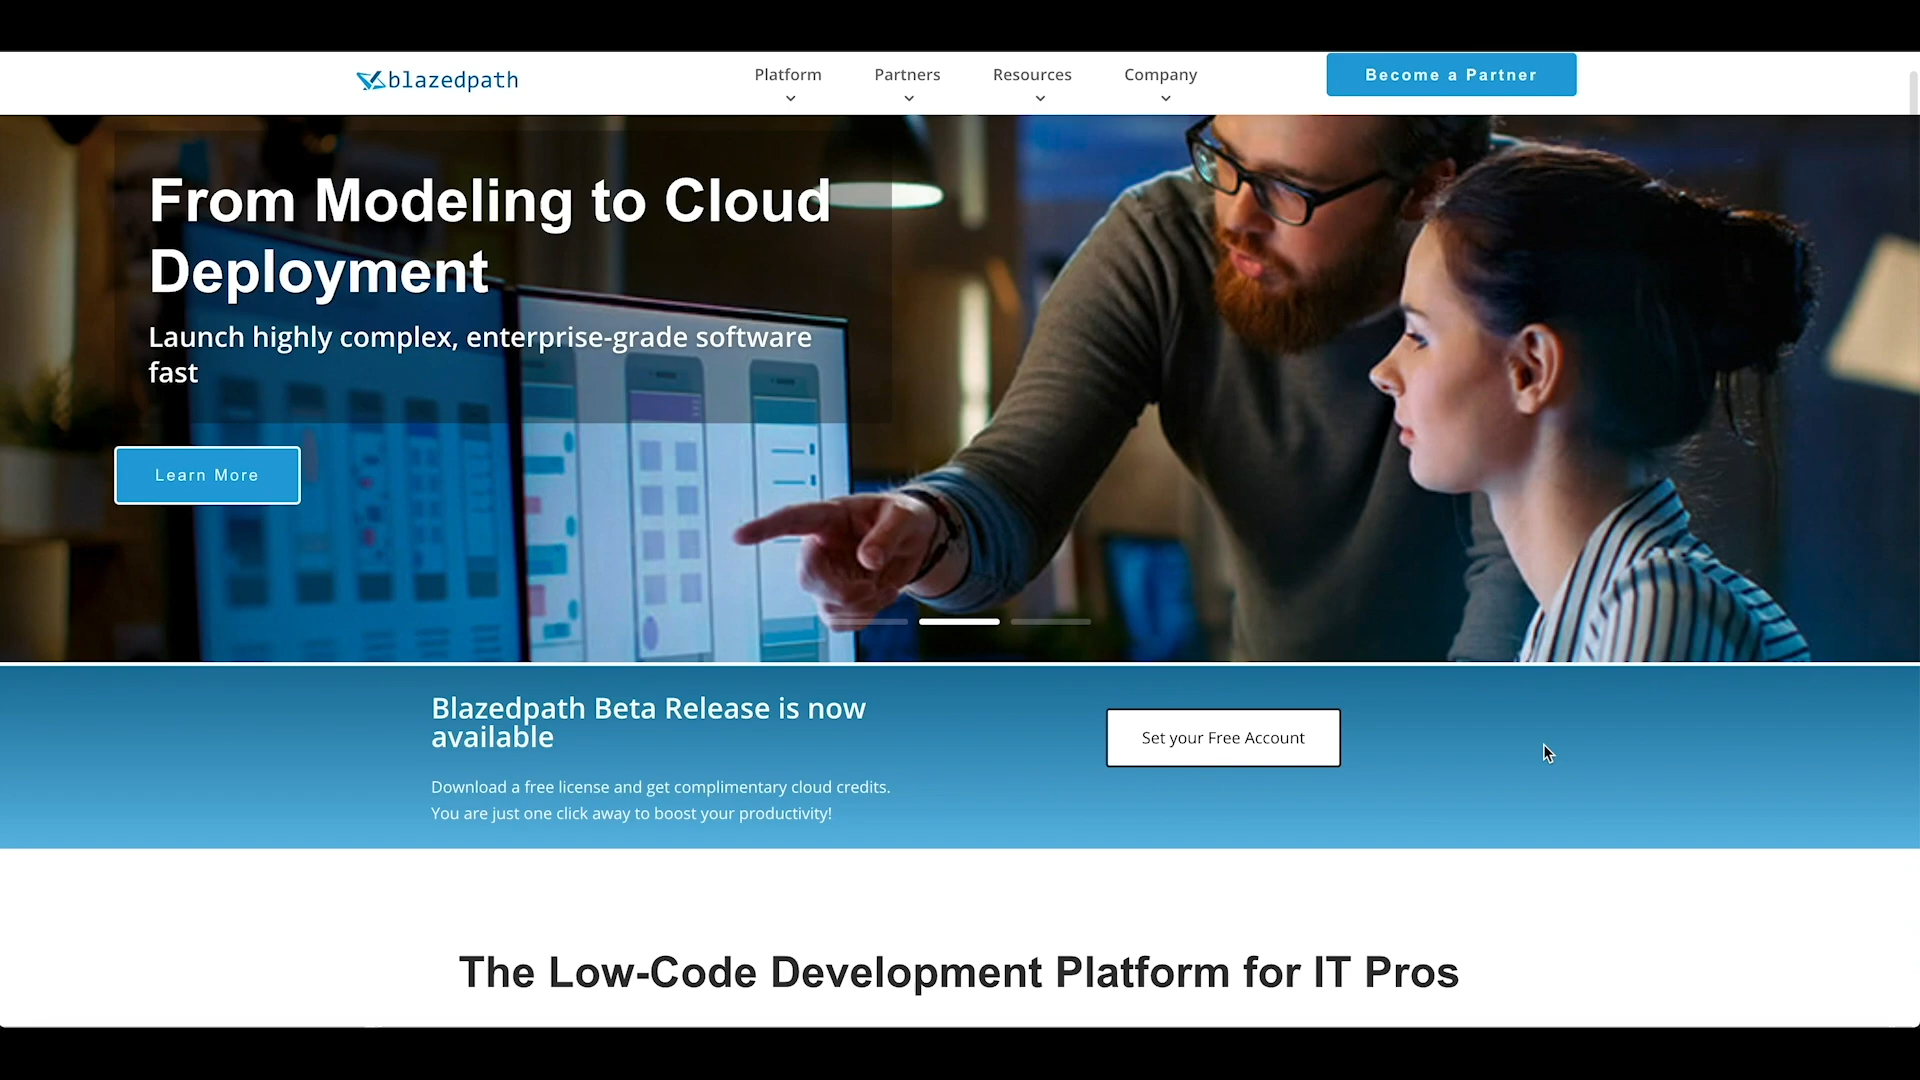 blazedpath
Platform
Partners
Resources
Company
Become a Partner
From Modeling to Cloud
Deployment
Launch highly complex, enterprise-grade software
fast
Learn More
Blazedpath Beta Release is now
available
Set your Free Account
Download a free license and get complimentary cloud credits.
You are just one click away to boost your productivity!
The Low-Code Development Platform for IT Pros